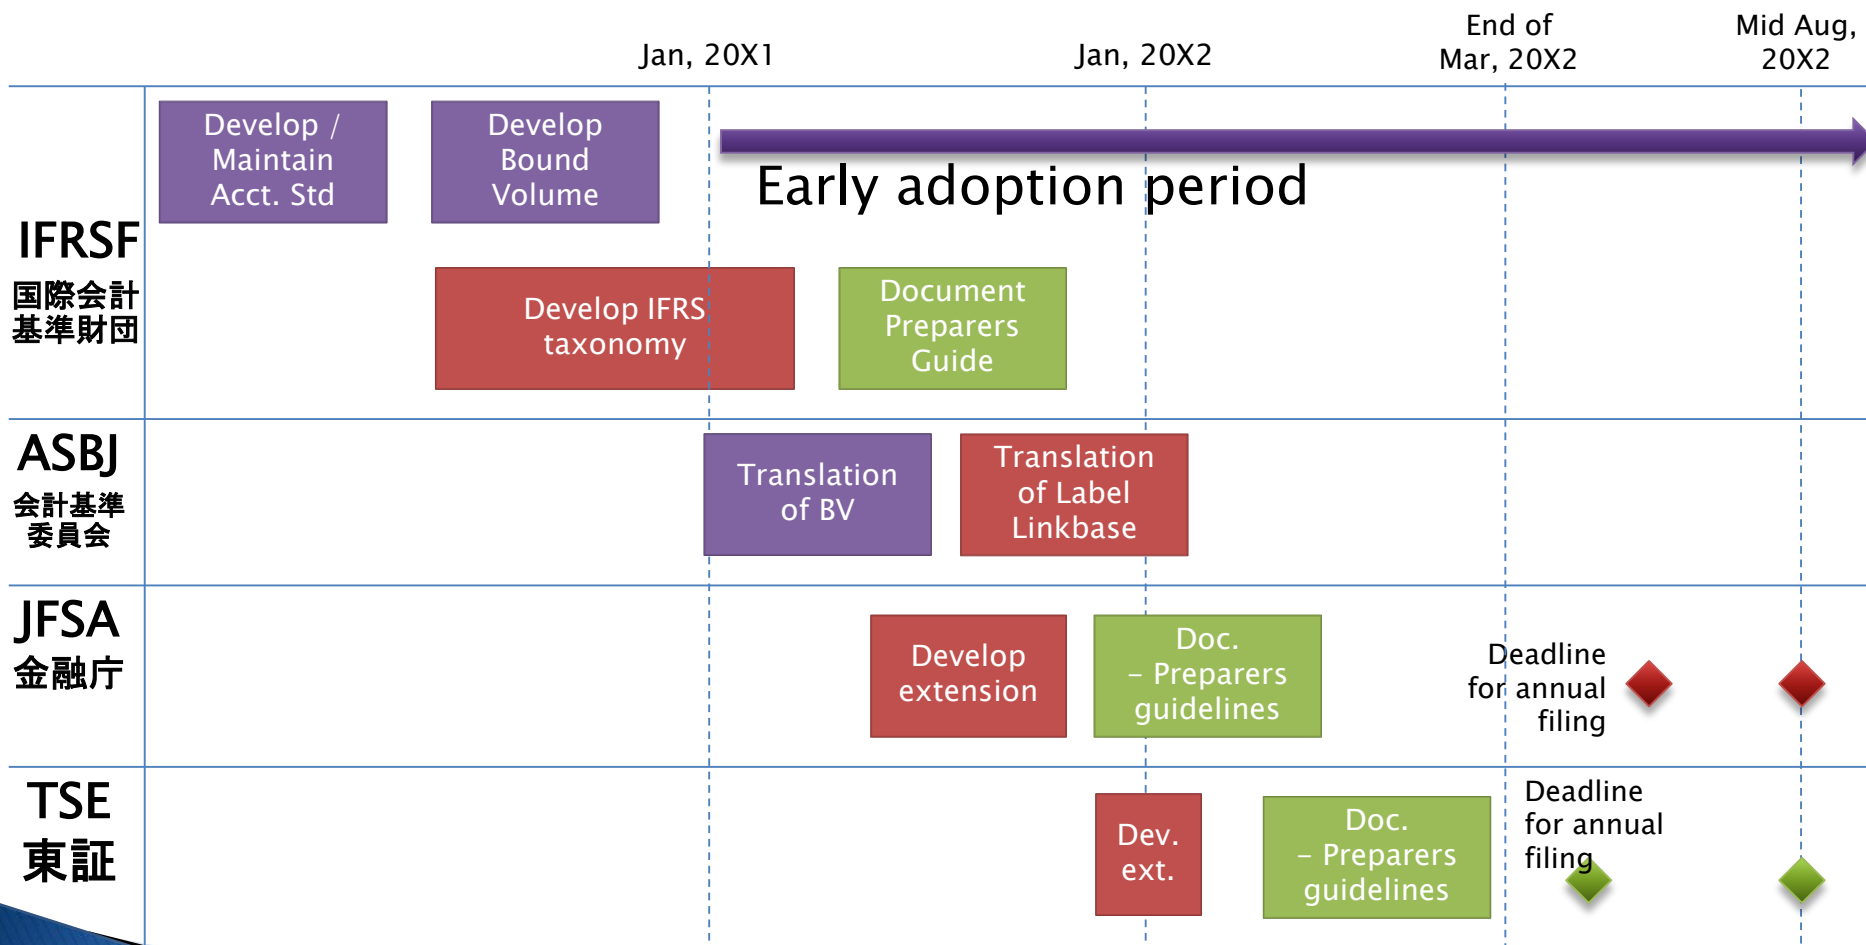 Jan, 20X1
Jan, 20X2
End of
Mar, 20X2
Mid Aug,
20X2
IFRSF
国際会計
基準財団
Develop /
Maintain
Acct. Std
Develop
Bound
Volume
Early adoption period
Develop IFRS
taxonomy
Document
Preparers
Guide
ASBJ
会計基準
委員会
Translation
of BV
Translation
of Label
Linkbase
JFSA
金融庁
Develop
extension
Doc.
– Preparers
guidelines
Deadline
for annual
filing
TSE
東証
Dev.
ext.
Doc.
– Preparers
guidelines
Deadline
for annual
filing